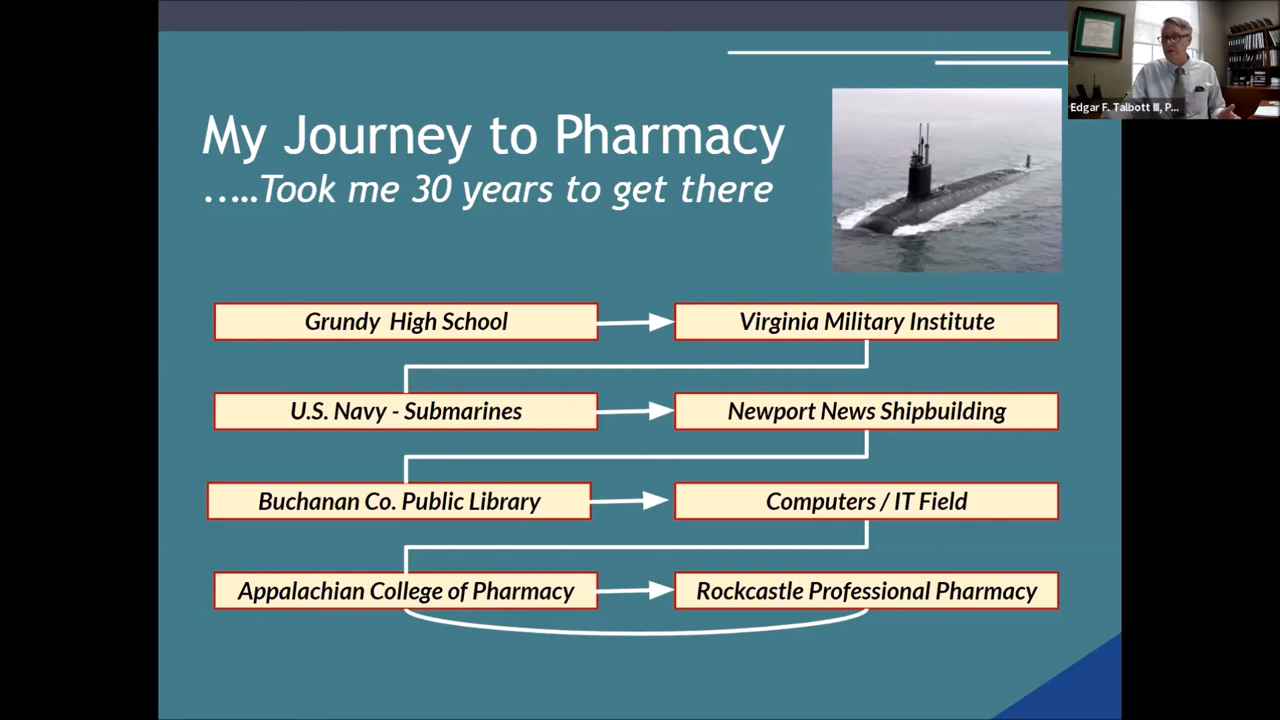 Edgar F. Talbott III, P...
My Journey to Pharmacy
.....Took me 30 years to get there
Grundy High School
Virginia Military Institute
U.S. Navy - Submarines
Newport News Shipbuilding
Buchanan Co. Public Library
Computers / IT Field
Appalachian College of Pharmacy
Rockcastle Professional Pharmacy